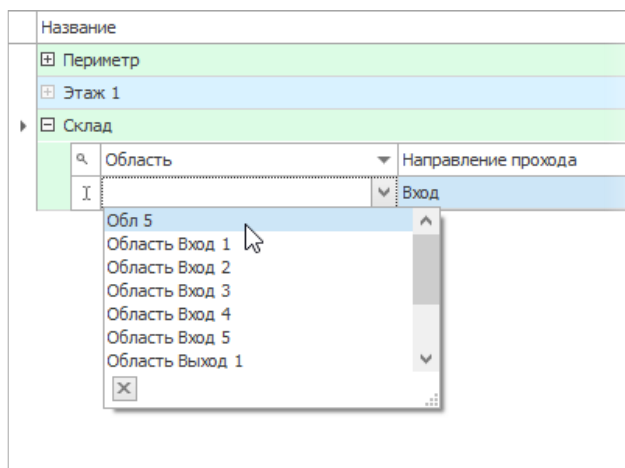 Название
Периметр
Этаж 1
Склад
Область Направление прохода
Вход
Обл 5
Область Вход 1
Область Вход 2
Область Вход 3
Область Вход 4
Область Вход 5
Область Выход 1